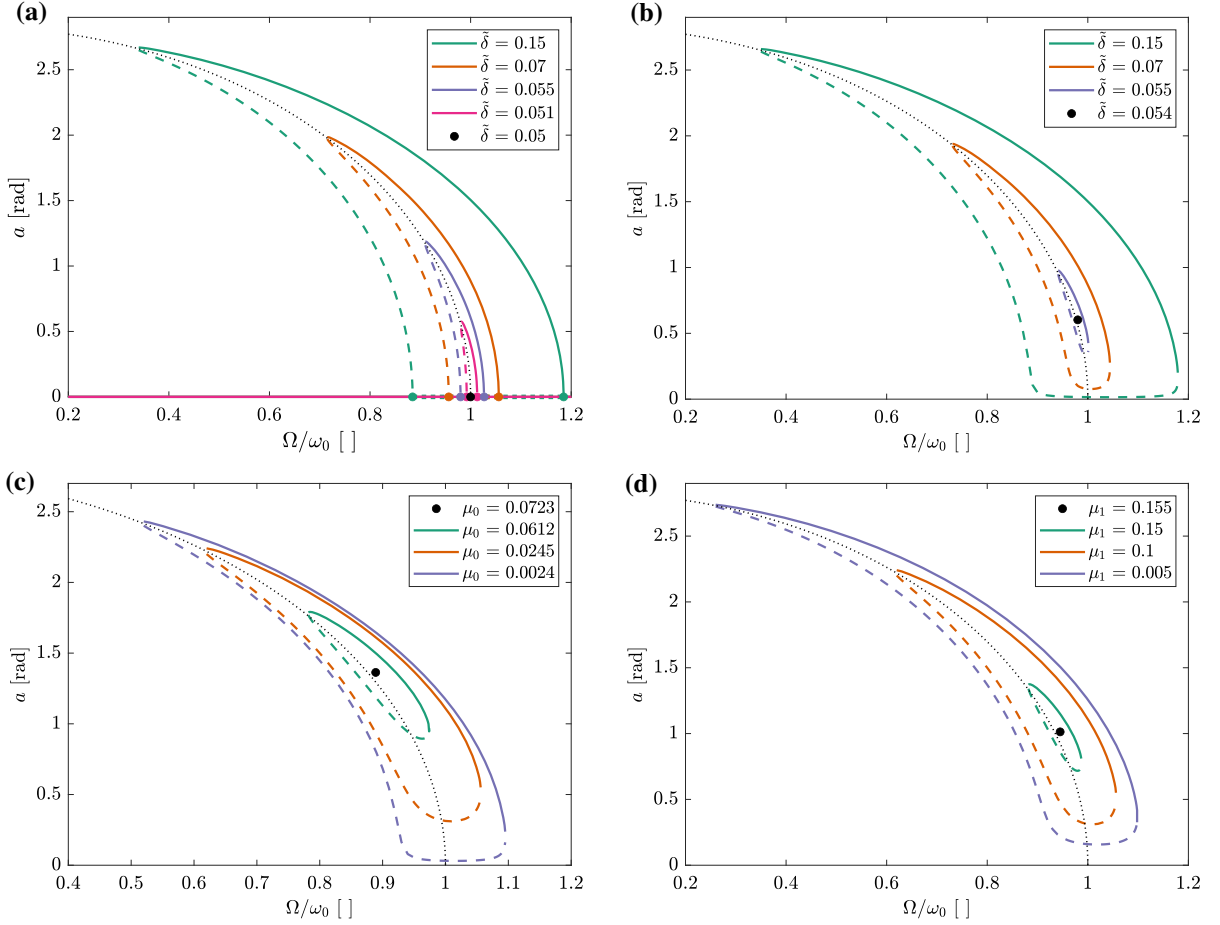 (a)
a [rad]
2.5
2
1.5
1
0.5
0
0.2
0.4
0.6
0.8
1
1.2
Ω/ω₀ [ ]
δ̃ = 0.15
δ̃ = 0.07
δ̃ = 0.055
δ̃ = 0.051
δ̃ = 0.05
(b)
a [rad]
2.5
2
1.5
1
0.5
0
0.2
0.4
0.6
0.8
1
1.2
Ω/ω₀ [ ]
δ̃ = 0.15
δ̃ = 0.07
δ̃ = 0.055
δ̃ = 0.054
(c)
a [rad]
2.5
2
1.5
1
0.5
0
0.4
0.5
0.6
0.7
0.8
0.9
1
1.1
1.2
Ω/ω₀ [ ]
μ₀ = 0.0723
μ₀ = 0.0612
μ₀ = 0.0245
μ₀ = 0.0024
(d)
a [rad]
2.5
2
1.5
1
0.5
0
0.2
0.4
0.6
0.8
1
1.2
Ω/ω₀ [ ]
μ₁ = 0.155
μ₁ = 0.15
μ₁ = 0.1
μ₁ = 0.005